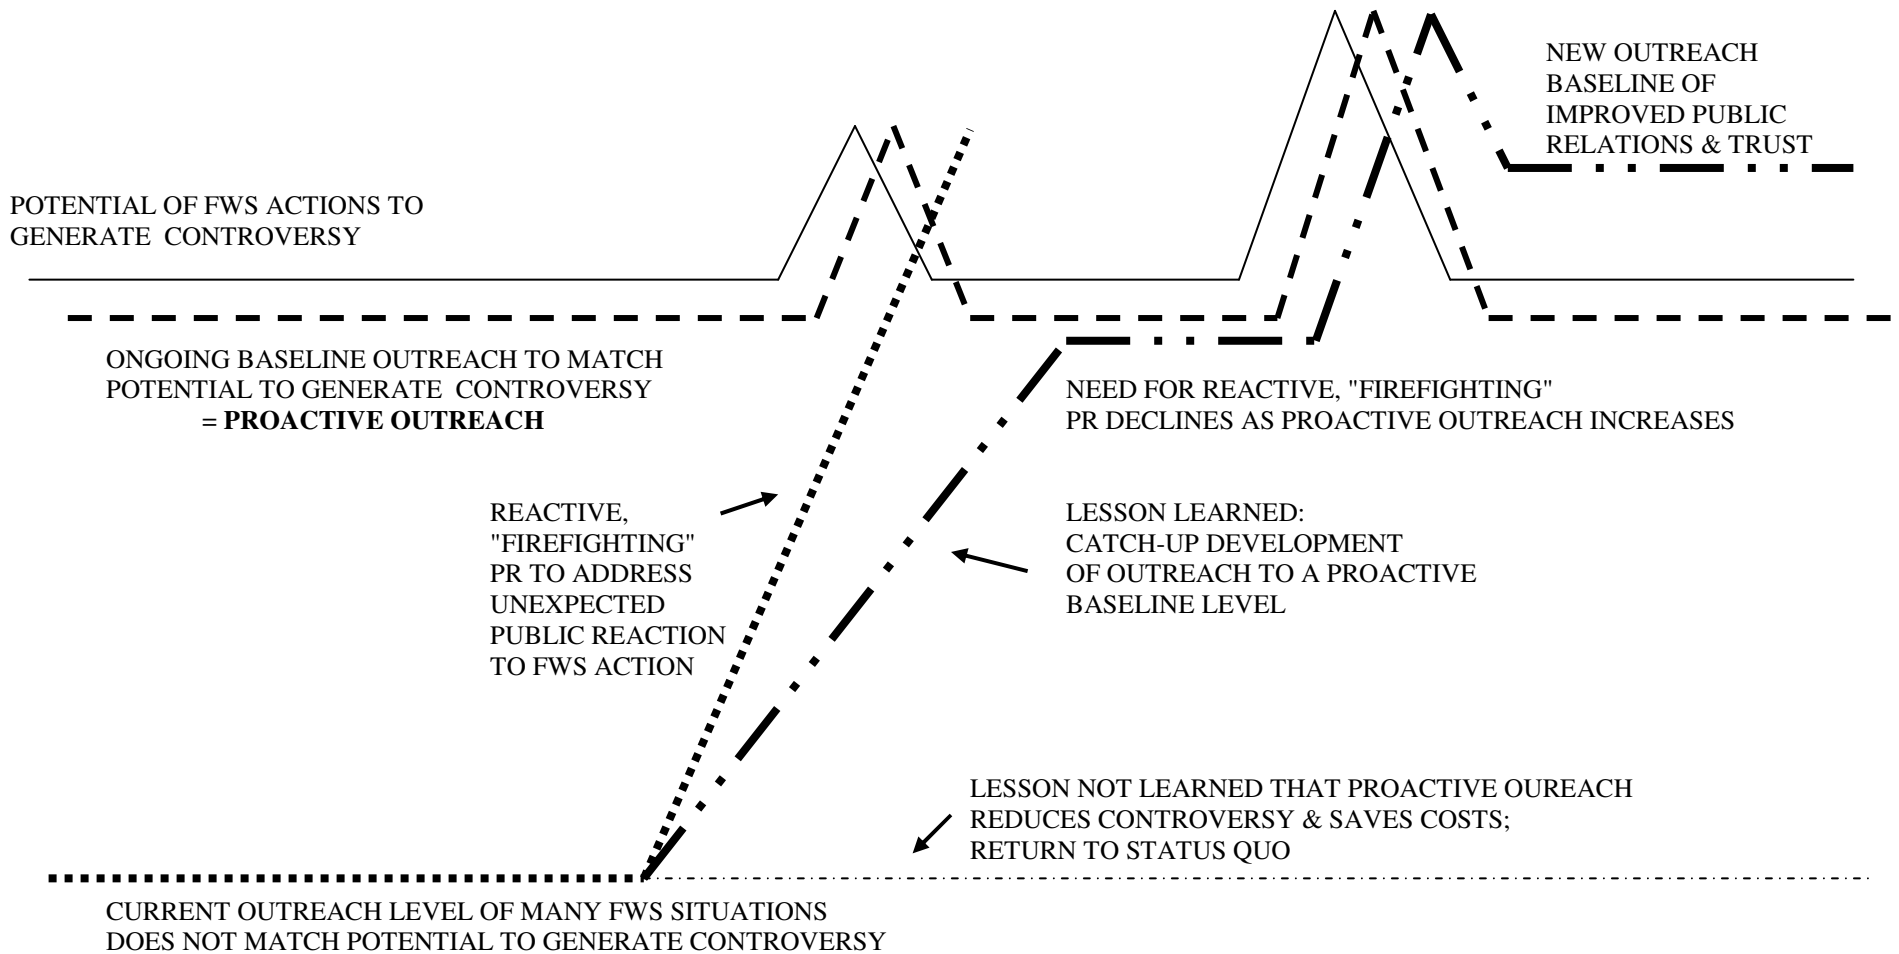 NEW OUTREACH
BASELINE OF
IMPROVED PUBLIC
RELATIONS & TRUST
POTENTIAL OF FWS ACTIONS TO
GENERATE CONTROVERSY
ONGOING BASELINE OUTREACH TO MATCH
POTENTIAL TO GENERATE CONTROVERSY
= PROACTIVE OUTREACH
NEED FOR REACTIVE, "FIREFIGHTING"
PR DECLINES AS PROACTIVE OUTREACH INCREASES
REACTIVE,
"FIREFIGHTING"
PR TO ADDRESS
UNEXPECTED
PUBLIC REACTION
TO FWS ACTION
LESSON LEARNED:
CATCH-UP DEVELOPMENT
OF OUTREACH TO A PROACTIVE
BASELINE LEVEL
LESSON NOT LEARNED THAT PROACTIVE OUREACH
REDUCES CONTROVERSY & SAVES COSTS;
RETURN TO STATUS QUO
CURRENT OUTREACH LEVEL OF MANY FWS SITUATIONS
DOES NOT MATCH POTENTIAL TO GENERATE CONTROVERSY